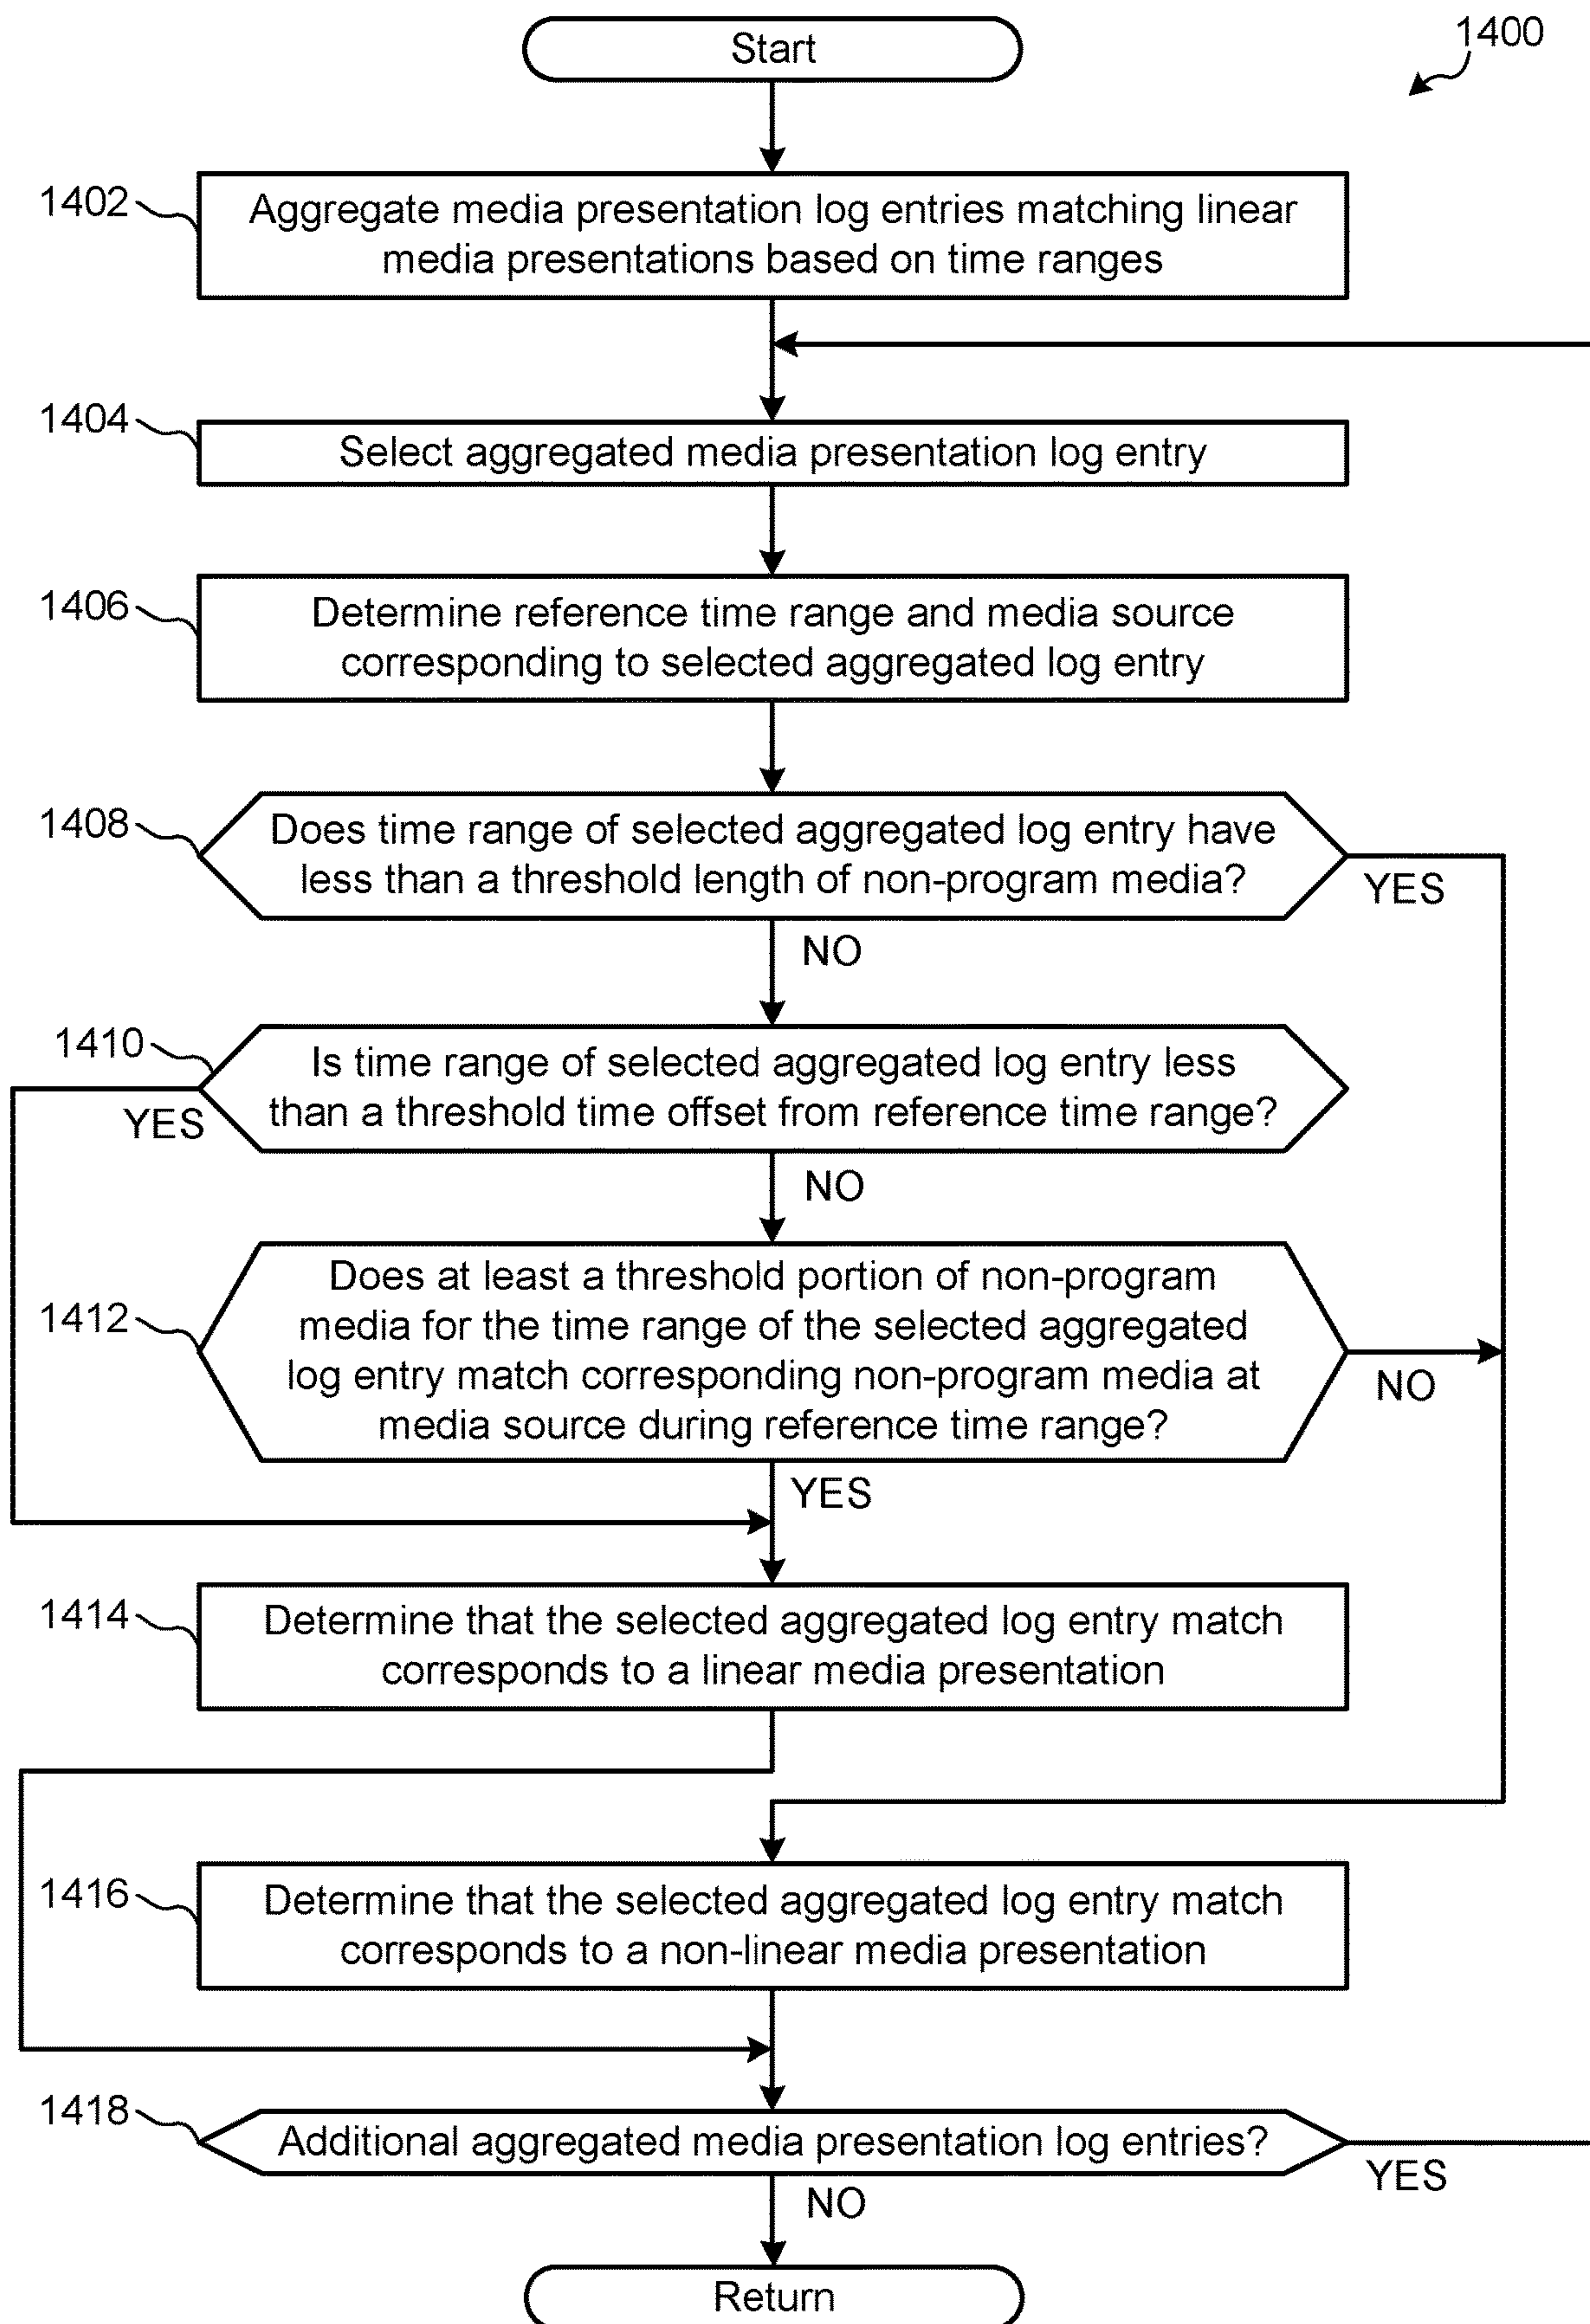 Start
1400
1402
Aggregate media presentation log entries matching linear
media presentations based on time ranges
1404
Select aggregated media presentation log entry
1406
Determine reference time range and media source
corresponding to selected aggregated log entry
1408
Does time range of selected aggregated log entry have
less than a threshold length of non-program media?
YES
NO
1410
Is time range of selected aggregated log entry less
than a threshold time offset from reference time range?
YES
NO
1412
Does at least a threshold portion of non-program
media for the time range of the selected aggregated
log entry match corresponding non-program media at
media source during reference time range?
NO
YES
1414
Determine that the selected aggregated log entry match
corresponds to a linear media presentation
1416
Determine that the selected aggregated log entry match
corresponds to a non-linear media presentation
1418
Additional aggregated media presentation log entries?
YES
NO
Return